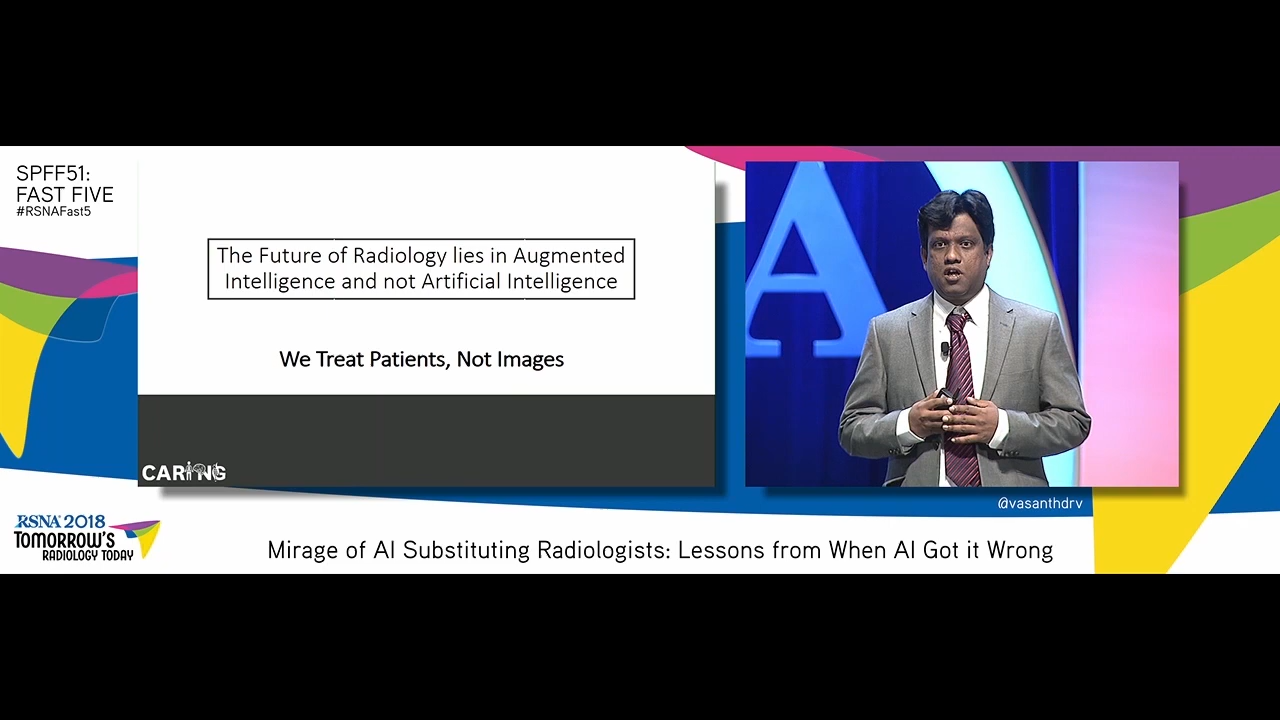 SPFF51:
FAST FIVE
#RSNAFast5
The Future of Radiology lies in Augmented
Intelligence and not Artificial Intelligence
We Treat Patients, Not Images
CARING
A
@vasanthdrv
RSNA 2018
TOMORROW'S
RADIOLOGY TODAY
Mirage of AI Substituting Radiologists: Lessons from When AI Got it Wrong